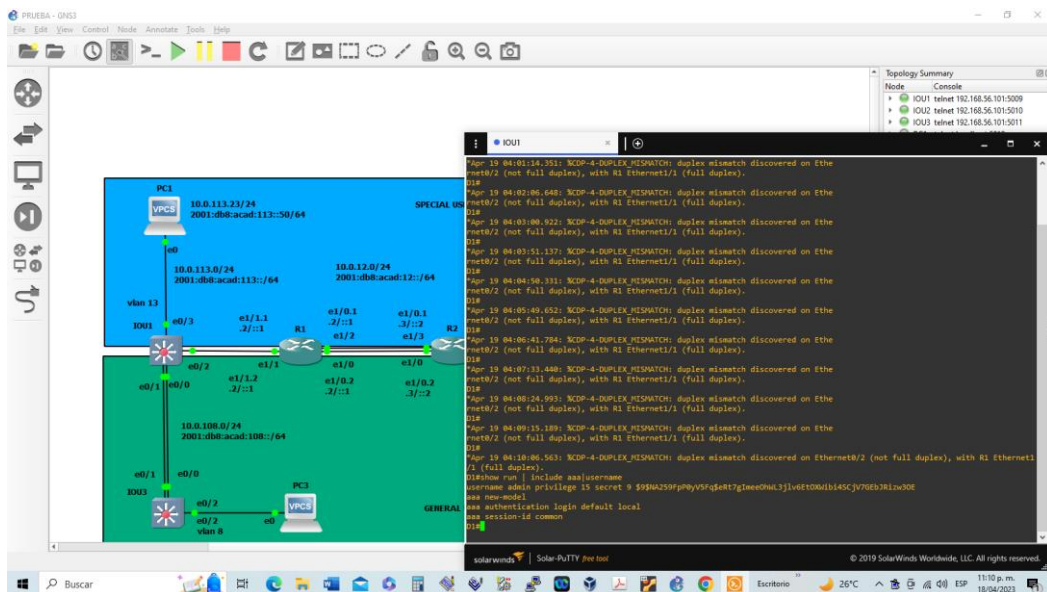 PRUEBA - GNS3
File Edit View Control Node Annotate Tools Help
Topology Summary
Node Console
IOU1 telnet 192.168.56.101:5009
IOU2 telnet 192.168.56.101:5010
IOU3 telnet 192.168.56.101:5011
PC1
VPCS
10.0.113.23/24
2001:db8:acad:113::50/64
SPECIAL US
e0
10.0.113.0/24
2001:db8:acad:113::/64
10.0.12.0/24
2001:db8:acad:12::/64
vlan 13
IOU1
e0/3
e1/1.1
.2/::1
R1
e1/0.1
.2/::1
e1/2
e1/0.1
.3/::2
e1/3
R2
e0/2
e1/1
e1/0
e1/0
e0/1
e0/0
e1/1.2
.2/::1
e1/0.2
.2/::1
e1/0.2
.3/::2
10.0.108.0/24
2001:db8:acad:108::/64
e0/1
e0/0
IOU3
PC3
VPCS
GENERAL
e0/2
e0/2
e0
vlan 8
IOU1
*Apr 19 04:01:14.351: %CDP-4-DUPLEX_MISMATCH: duplex mismatch discovered on Ethe
rnet0/2 (not full duplex), with R1 Ethernet1/1 (full duplex).
D1#
*Apr 19 04:02:06.648: %CDP-4-DUPLEX_MISMATCH: duplex mismatch discovered on Ethe
rnet0/2 (not full duplex), with R1 Ethernet1/1 (full duplex).
D1#
*Apr 19 04:03:00.922: %CDP-4-DUPLEX_MISMATCH: duplex mismatch discovered on Ethe
rnet0/2 (not full duplex), with R1 Ethernet1/1 (full duplex).
D1#
*Apr 19 04:03:51.137: %CDP-4-DUPLEX_MISMATCH: duplex mismatch discovered on Ethe
rnet0/2 (not full duplex), with R1 Ethernet1/1 (full duplex).
D1#
*Apr 19 04:04:50.331: %CDP-4-DUPLEX_MISMATCH: duplex mismatch discovered on Ethe
rnet0/2 (not full duplex), with R1 Ethernet1/1 (full duplex).
D1#
*Apr 19 04:05:49.652: %CDP-4-DUPLEX_MISMATCH: duplex mismatch discovered on Ethe
rnet0/2 (not full duplex), with R1 Ethernet1/1 (full duplex).
D1#
*Apr 19 04:06:41.784: %CDP-4-DUPLEX_MISMATCH: duplex mismatch discovered on Ethe
rnet0/2 (not full duplex), with R1 Ethernet1/1 (full duplex).
D1#
*Apr 19 04:07:33.440: %CDP-4-DUPLEX_MISMATCH: duplex mismatch discovered on Ethe
rnet0/2 (not full duplex), with R1 Ethernet1/1 (full duplex).
D1#
*Apr 19 04:08:24.993: %CDP-4-DUPLEX_MISMATCH: duplex mismatch discovered on Ethe
rnet0/2 (not full duplex), with R1 Ethernet1/1 (full duplex).
D1#
*Apr 19 04:09:15.189: %CDP-4-DUPLEX_MISMATCH: duplex mismatch discovered on Ethe
rnet0/2 (not full duplex), with R1 Ethernet1/1 (full duplex).
D1#
*Apr 19 04:10:06.563: %CDP-4-DUPLEX_MISMATCH: duplex mismatch discovered on Ethernet0/2 (not full duplex), with R1 Ethernet1
/1 (full duplex).
D1#show run | include aaa|username
username admin privilege 15 secret 9
aaa new-model
aaa authentication login default local
aaa session-id common
D1#
solarwinds Solar-PuTTY free tool
© 2019 SolarWinds Worldwide, LLC. All rights reserved.
Buscar
Escritorio
26°C
ESP
11:10 p. m.
18/04/2023